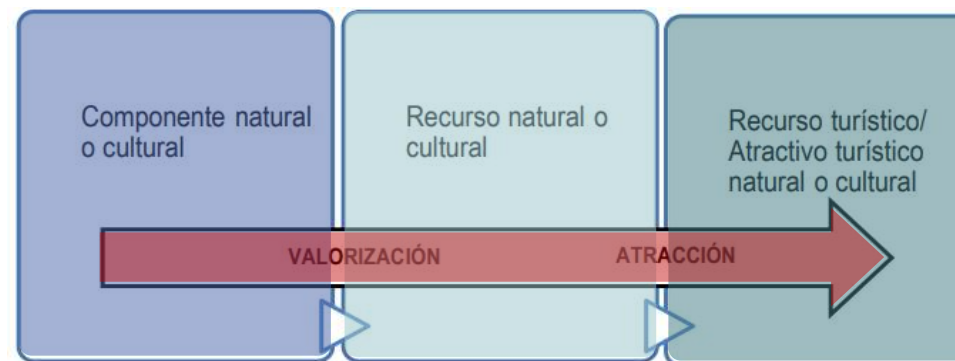 Componente natural
o cultural
Recurso natural o
cultural
Recurso turístico/
Atractivo turístico
natural o cultural
VALORIZACIÓN
ATRACCIÓN